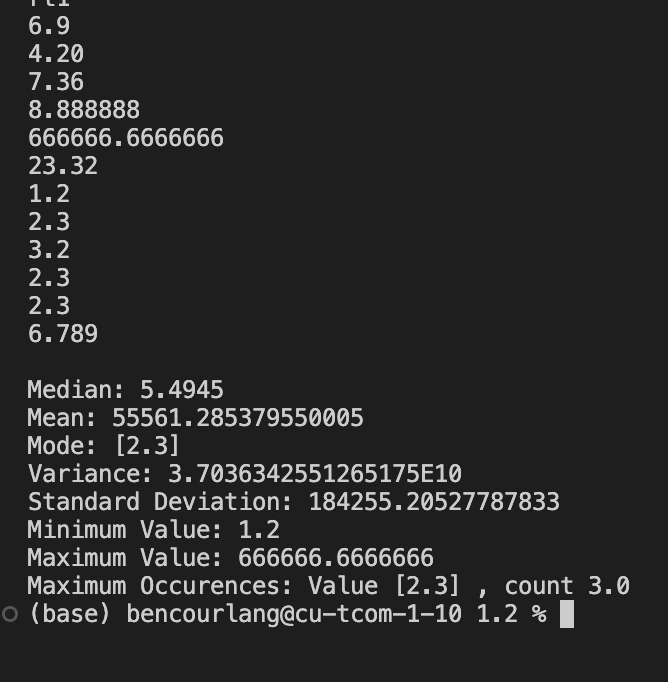 6.9
4.20
7.36
8.888888
666666.6666666
23.32
1.2
2.3
3.2
2.3
2.3
6.789
Median: 5.4945
Mean: 55561.285379550005
Mode: [2.3]
Variance: 3.7036342551265175E10
Standard Deviation: 184255.20527787833
Minimum Value: 1.2
Maximum Value: 666666.6666666
Maximum Occurences: Value [2.3] , count 3.0
(base) bencourlang@cu-tcom-1-10 1.2 %